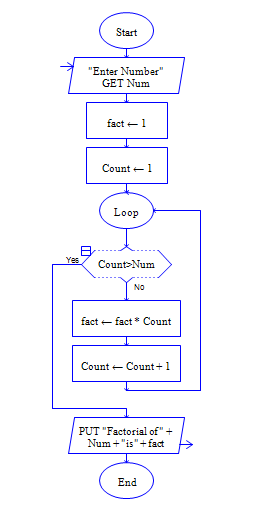 Start
"Enter Number"
GET Num
fact ← 1
Count ← 1
Loop
Yes
Count>Num
No
fact ← fact * Count
Count ← Count + 1
PUT "Factorial of" +
Num + "is" + fact
End